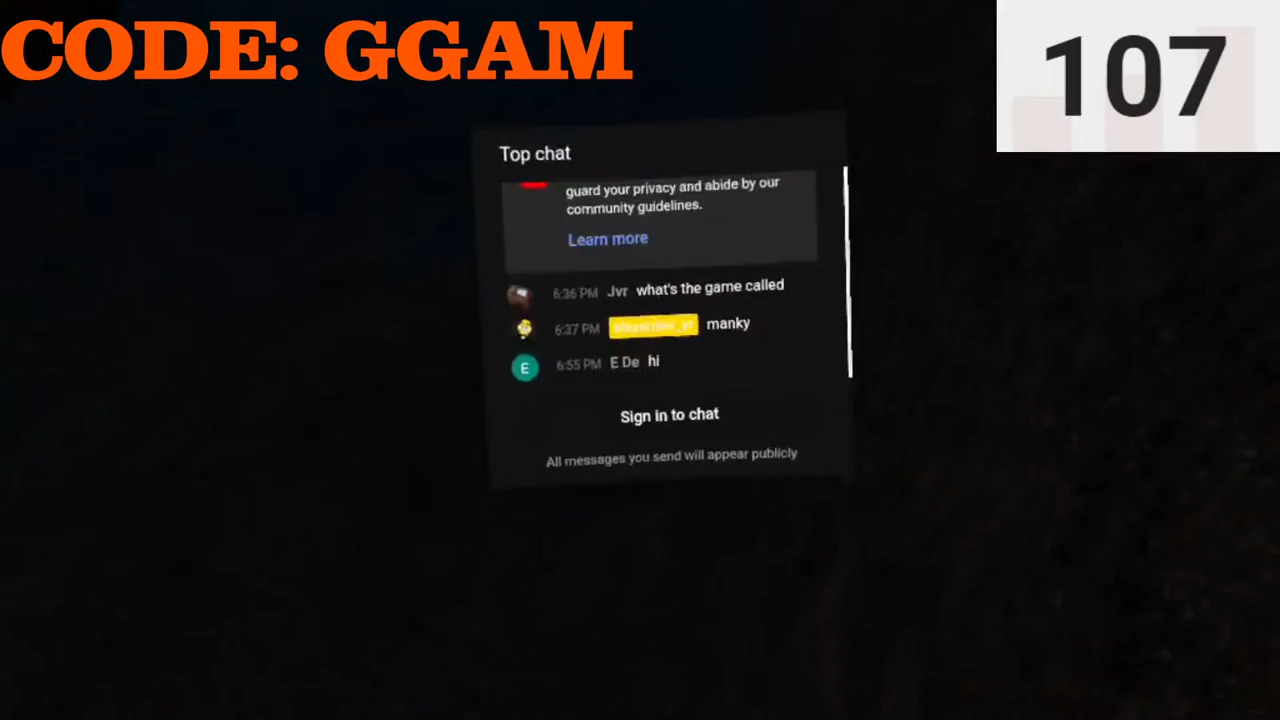 CODE: GGAM
107
Top chat
guard your privacy and abide by our
community guidelines.
Learn more
6:36 PM Jvr what's the game called
6:37 PM manky
E
6:55 PM E De hi
Sign in to chat
All messages you send will appear publicly